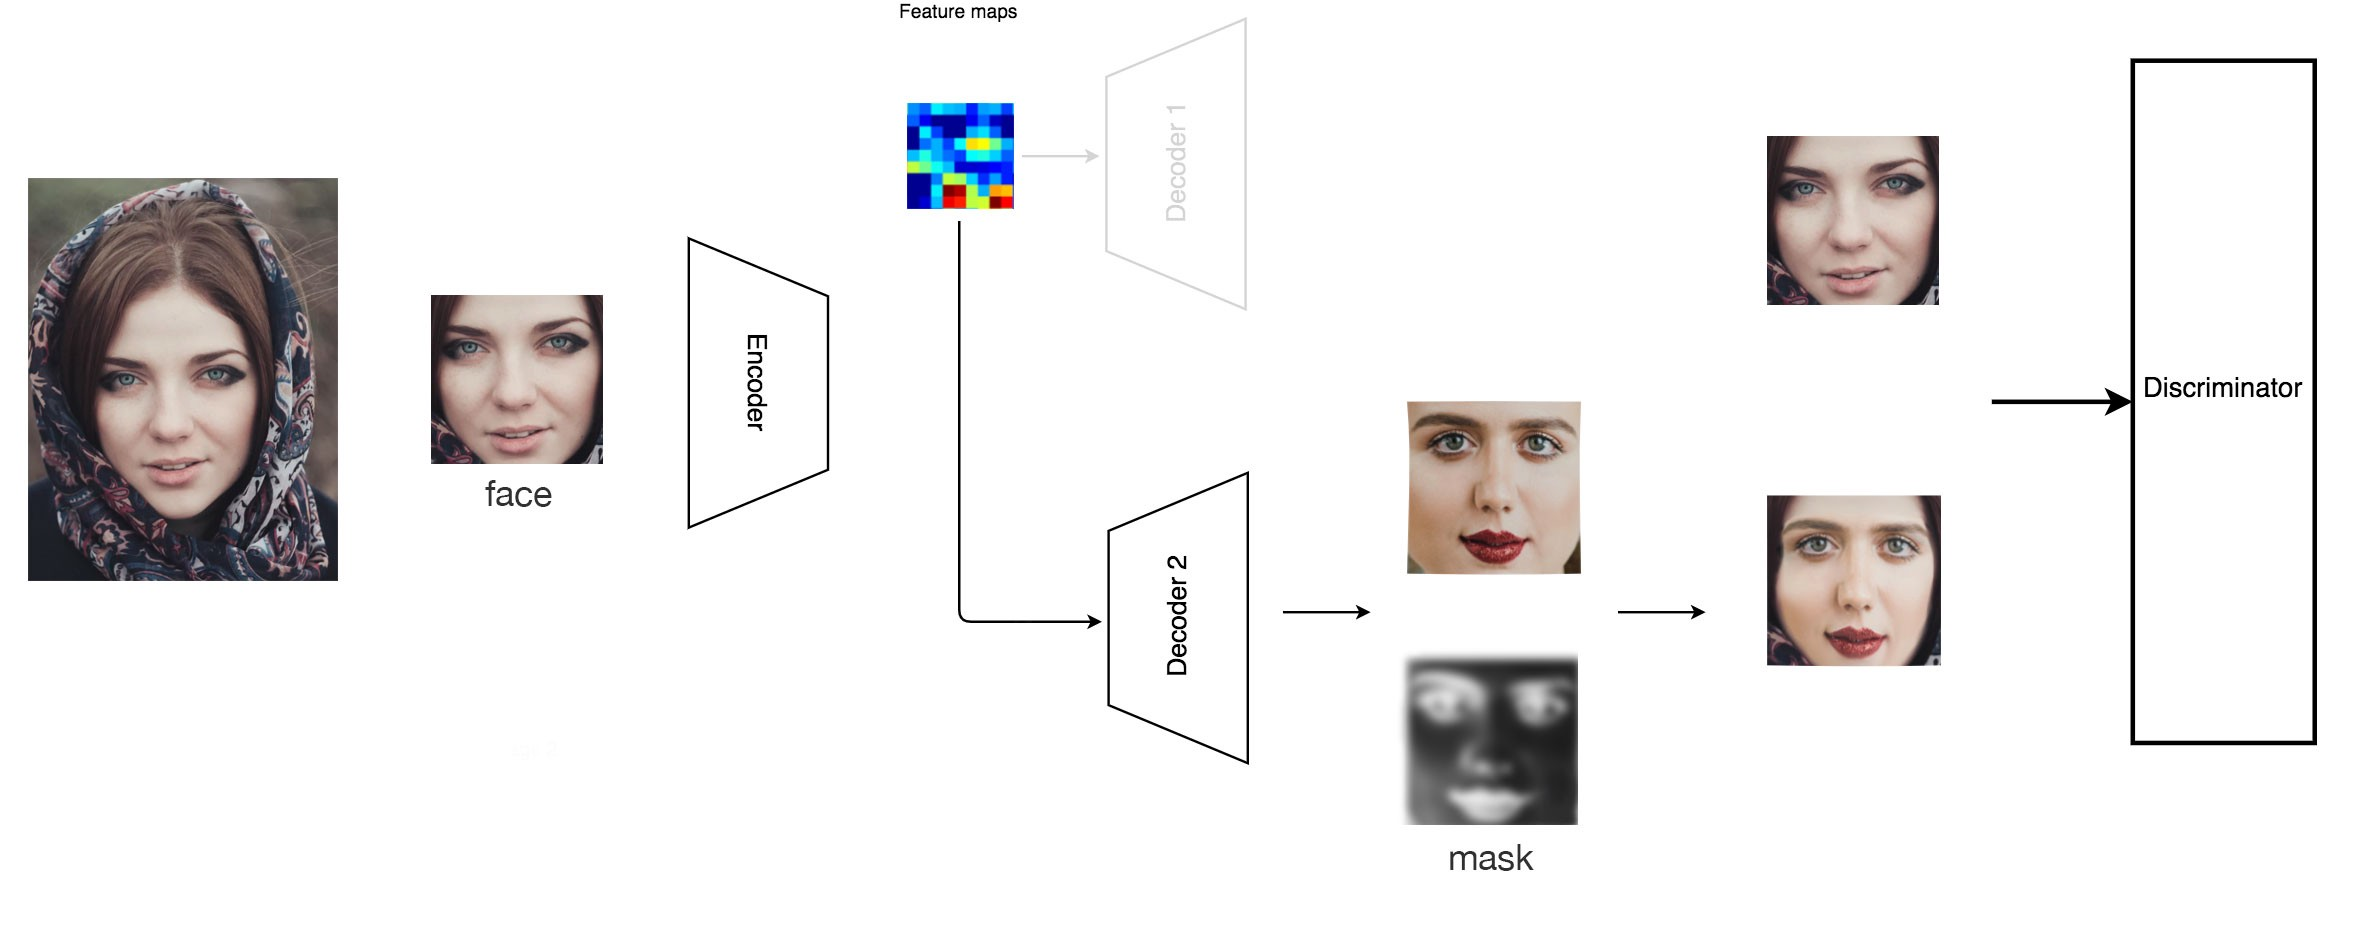 Feature maps
Decoder 1
Encoder
face
Decoder 2
mask
Discriminator